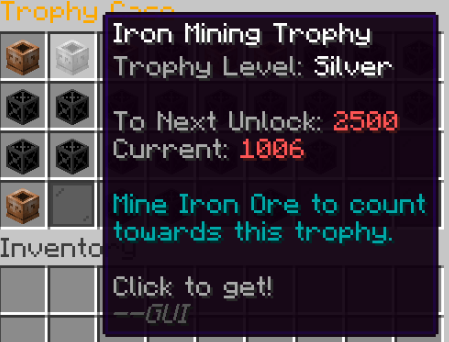 Trophy Case
Iron Mining Trophy
Trophy Level: Silver
To Next Unlock: 2500
Current: 1006
Mine Iron Ore to count
towards this trophy.
Inventory
Click to get!
--GUI